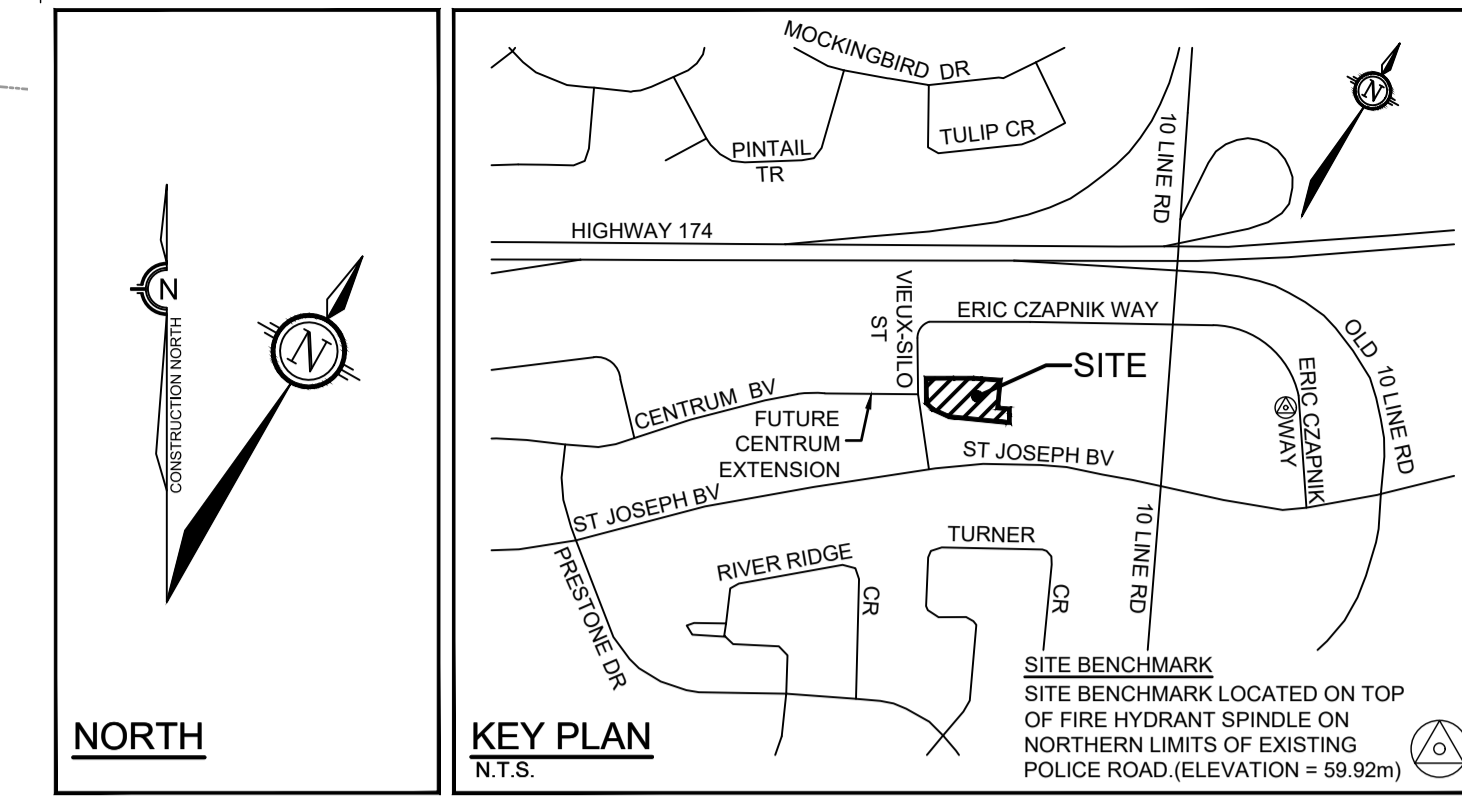 N
CONSTRUCTION NORTH
N
NORTH
MOCKINGBIRD DR
TULIP CR
PINTAIL
TR
10 LINE RD
N
HIGHWAY 174
VIEUX-SILO
ST
ERIC CZAPNIK WAY
OLD 10 LINE RD
SITE
ERIC CZAPNIK
WAY
CENTRUM BV
FUTURE
CENTRUM
EXTENSION
ST JOSEPH BV
ST JOSEPH BV
10 LINE RD
PRESTONE DR
RIVER RIDGE
CR
TURNER
CR
SITE BENCHMARK
SITE BENCHMARK LOCATED ON TOP
OF FIRE HYDRANT SPINDLE ON
NORTHERN LIMITS OF EXISTING
POLICE ROAD.(ELEVATION = 59.92m)
KEY PLAN
N.T.S.